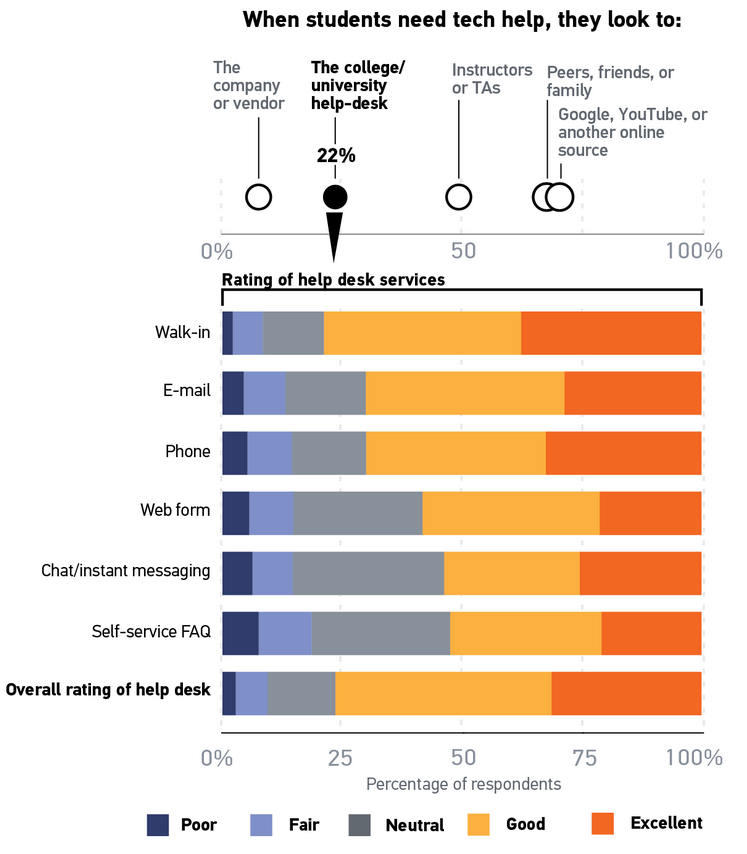 When students need tech help, they look to:
The
company
or vendor
The college/
university
help-desk
22%
Instructors
or TAs
Peers, friends, or
family
Google, YouTube, or
another online
source
0%
50
100%
Rating of help desk services
Walk-in
E-mail
Phone
Web form
Chat/instant messaging
Self-service FAQ
Overall rating of help desk
0%
25
50
75
100%
Percentage of respondents
Poor
Fair
Neutral
Good
Excellent